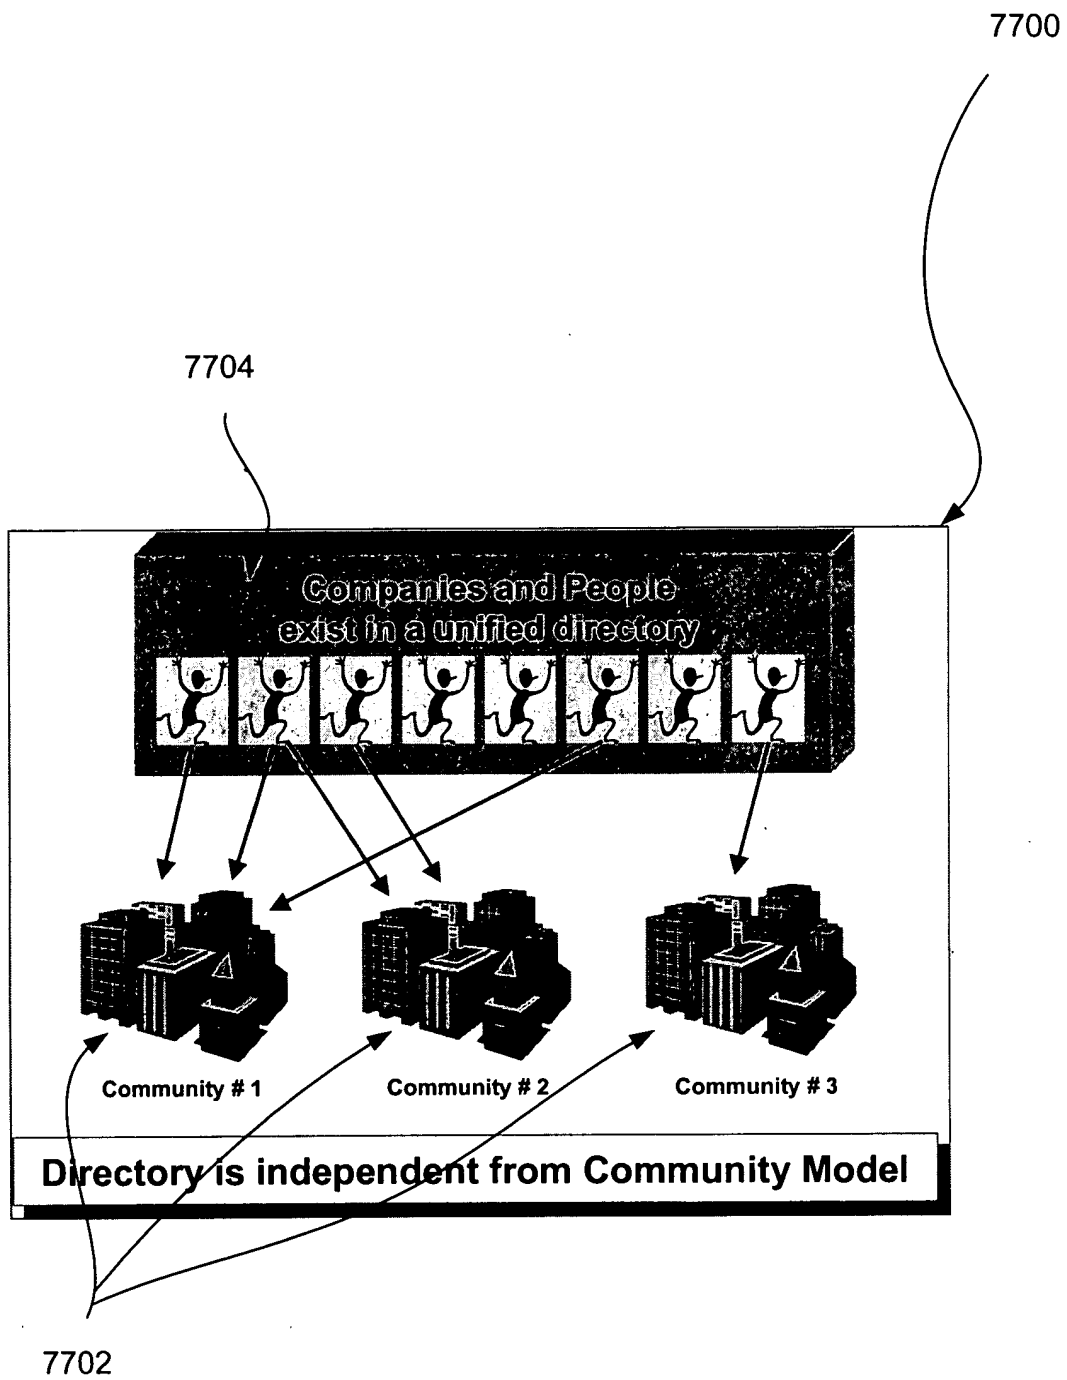 7700
7704
Companies and People
exist in a unified directory
Community # 1
Community # 2
Community # 3
Directory is independent from Community Model
7702